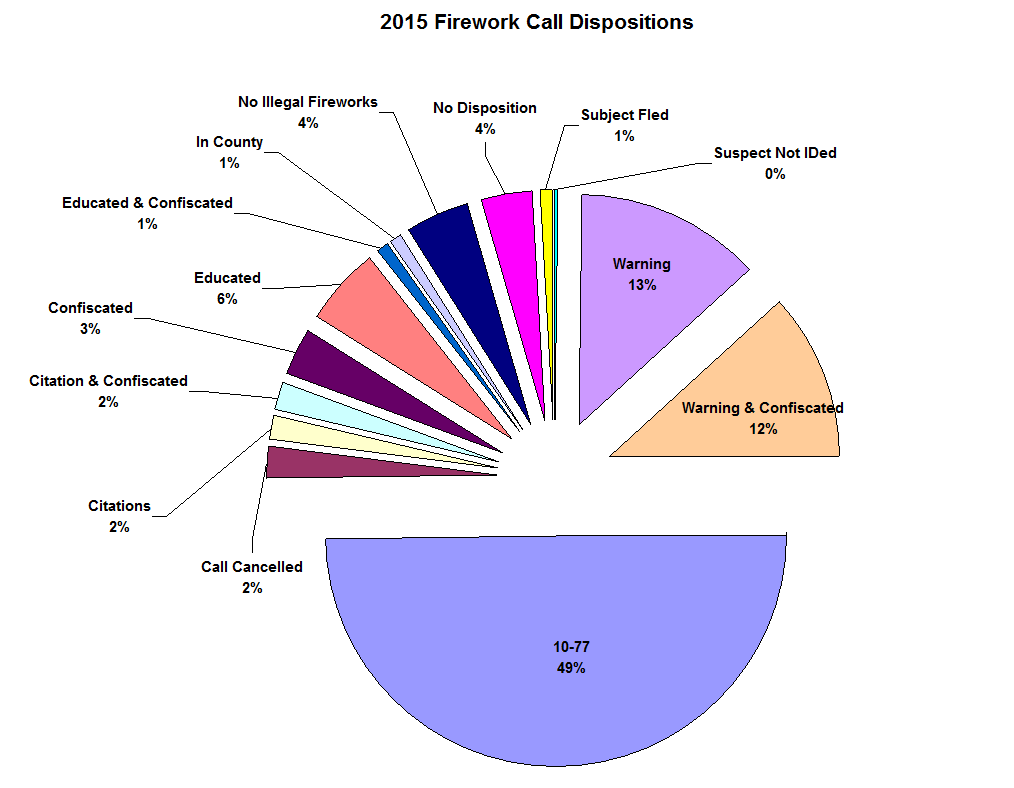 2015 Firework Call Dispositions
No Illegal Fireworks
4%
No Disposition
4%
Subject Fled
1%
In County
1%
Suspect Not IDed
0%
Educated & Confiscated
1%
Warning
13%
Educated
6%
Confiscated
3%
Citation & Confiscated
2%
Warning & Confiscated
12%
Citations
2%
Call Cancelled
2%
10-77
49%